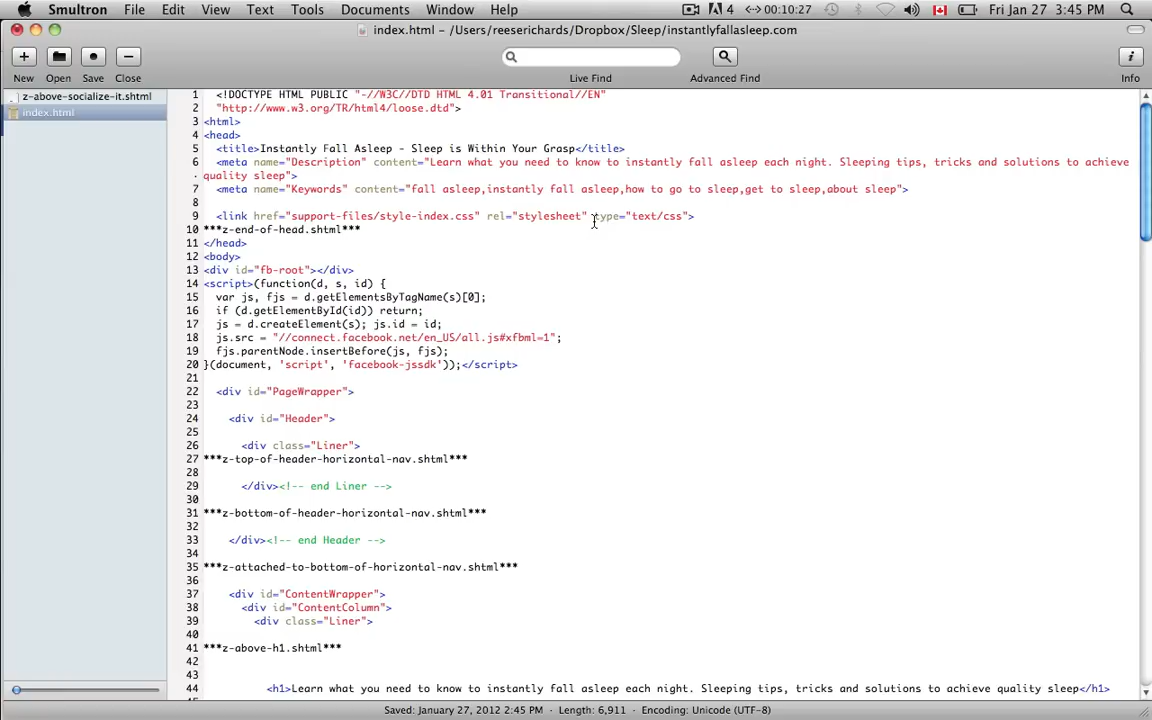 Smultron File Edit View Text Tools Documents Window Help 4 00:10:27 Fri Jan 27 3:45 PM
index.html – /Users/reeserichards/Dropbox/Sleep/instantlyfallasleep.com
New Open Save Close Live Find Advanced Find Info
z-above-socialize-it.shtml
index.html
1 <!DOCTYPE HTML PUBLIC "-//W3C//DTD HTML 4.01 Transitional//EN"
2 "http://www.w3.org/TR/html4/loose.dtd">
3 <html>
4 <head>
5 <title>Instantly Fall Asleep - Sleep is Within Your Grasp</title>
6 <meta name="Description" content="Learn what you need to know to instantly fall asleep each night. Sleeping tips, tricks and solutions to achieve
· quality sleep">
7 <meta name="Keywords" content="fall asleep,instantly fall asleep,how to go to sleep,get to sleep,about sleep">
8
9 <link href="support-files/style-index.css" rel="stylesheet" type="text/css">
10 ***z-end-of-head.shtml***
11 </head>
12 <body>
13 <div id="fb-root"></div>
14 <script>(function(d, s, id) {
15 var js, fjs = d.getElementsByTagName(s)[0];
16 if (d.getElementById(id)) return;
17 js = d.createElement(s); js.id = id;
18 js.src = "//connect.facebook.net/en_US/all.js#xfbml=1";
19 fjs.parentNode.insertBefore(js, fjs);
20 }(document, 'script', 'facebook-jssdk'));</script>
21
22 <div id="PageWrapper">
23
24 <div id="Header">
25
26 <div class="Liner">
27 ***z-top-of-header-horizontal-nav.shtml***
28
29 </div><!-- end Liner -->
30
31 ***z-bottom-of-header-horizontal-nav.shtml***
32
33 </div><!-- end Header -->
34
35 ***z-attached-to-bottom-of-horizontal-nav.shtml***
36
37 <div id="ContentWrapper">
38 <div id="ContentColumn">
39 <div class="Liner">
40
41 ***z-above-h1.shtml***
42
43
44 <h1>Learn what you need to know to instantly fall asleep each night. Sleeping tips, tricks and solutions to achieve quality sleep</h1>
Saved: January 27, 2012 2:45 PM · Length: 6,911 · Encoding: Unicode (UTF-8)